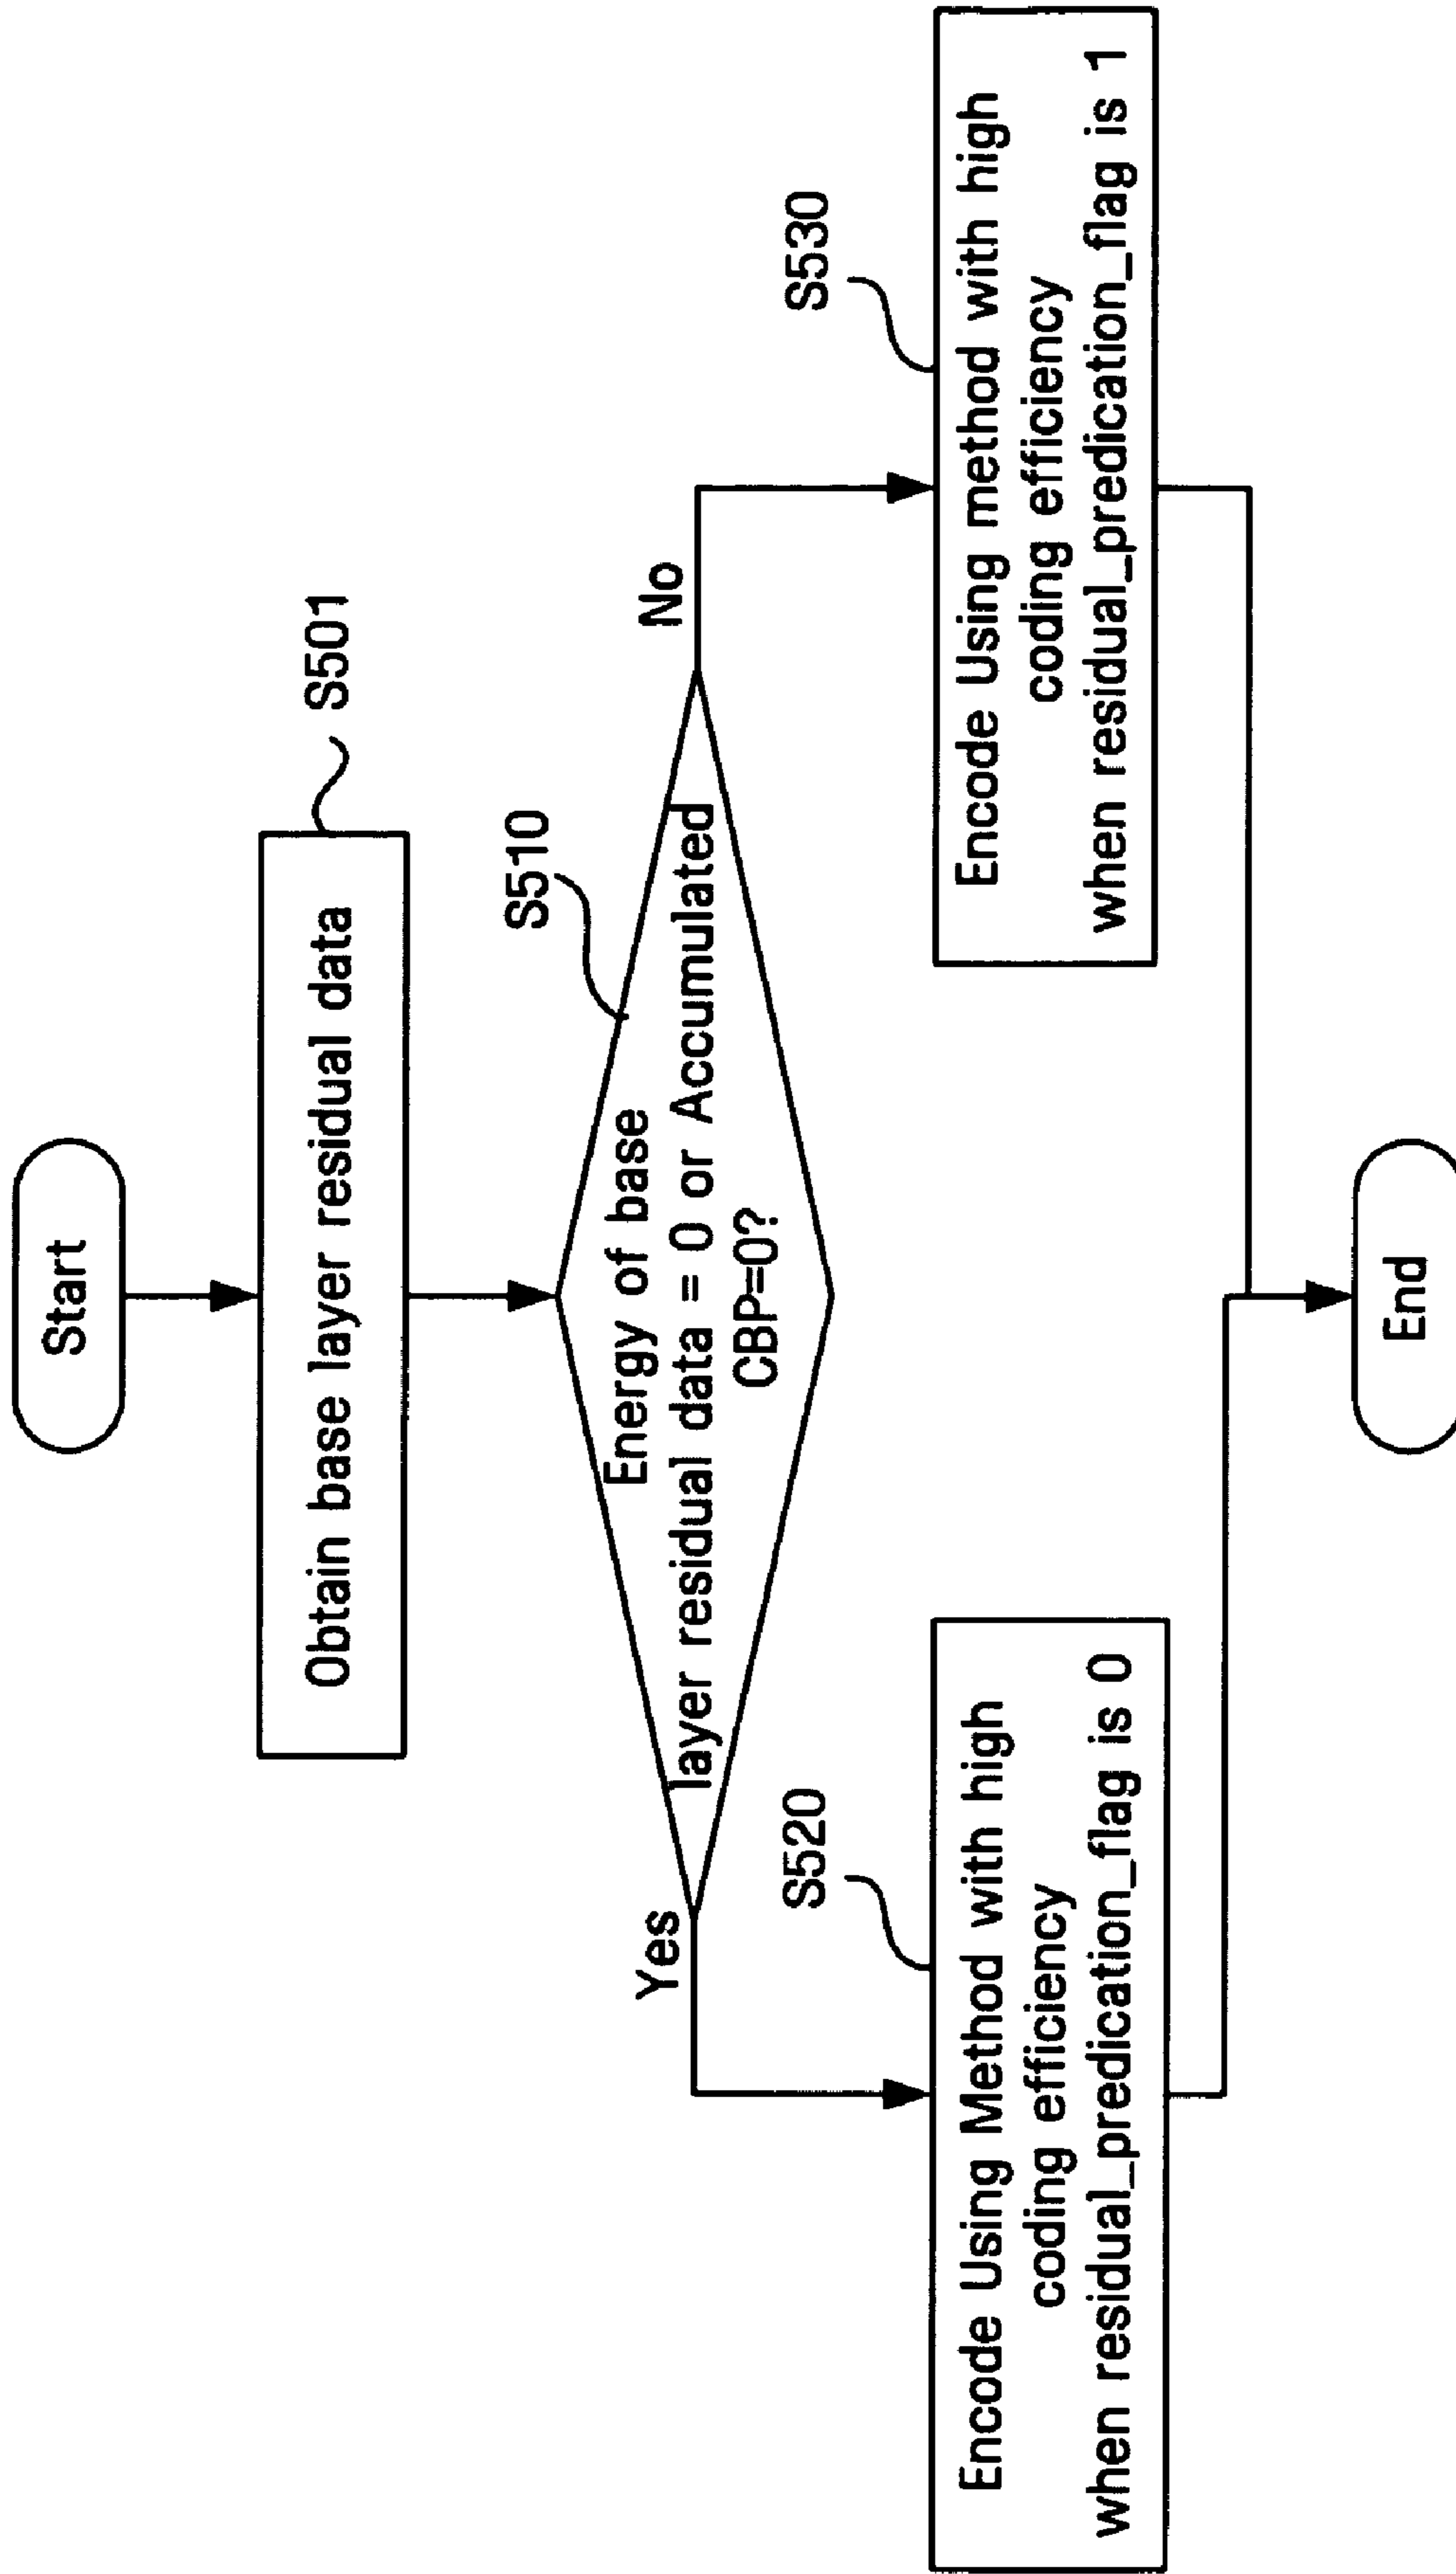 Start
Obtain base layer residual data
S501
S510
Energy of base
layer residual data = 0 or Accumulated
CBP=0?
Yes
No
S520
Encode Using Method with high
coding efficiency
when residual_predication_flag is 0
S530
Encode Using method with high
coding efficiency
when residual_predication_flag is 1
End